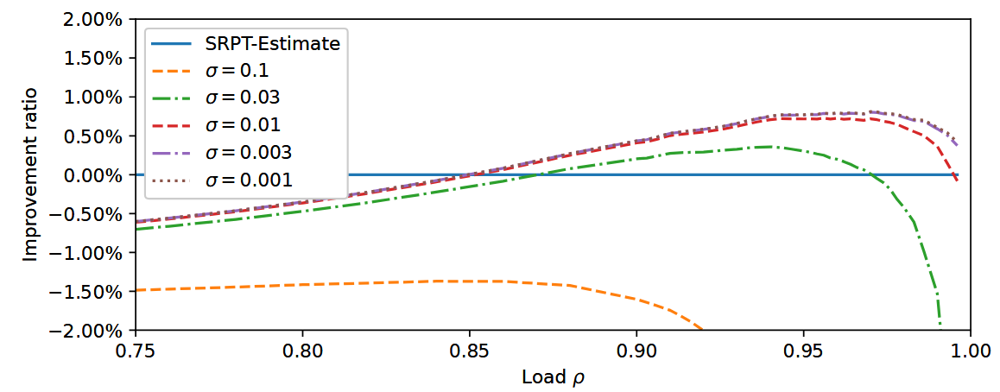 2.00%
1.50%
1.00%
0.50%
0.00%
−0.50%
−1.00%
−1.50%
−2.00%
Improvement ratio
SRPT-Estimate
σ = 0.1
σ = 0.03
σ = 0.01
σ = 0.003
σ = 0.001
0.75 0.80 0.85 0.90 0.95 1.00
Load ρ